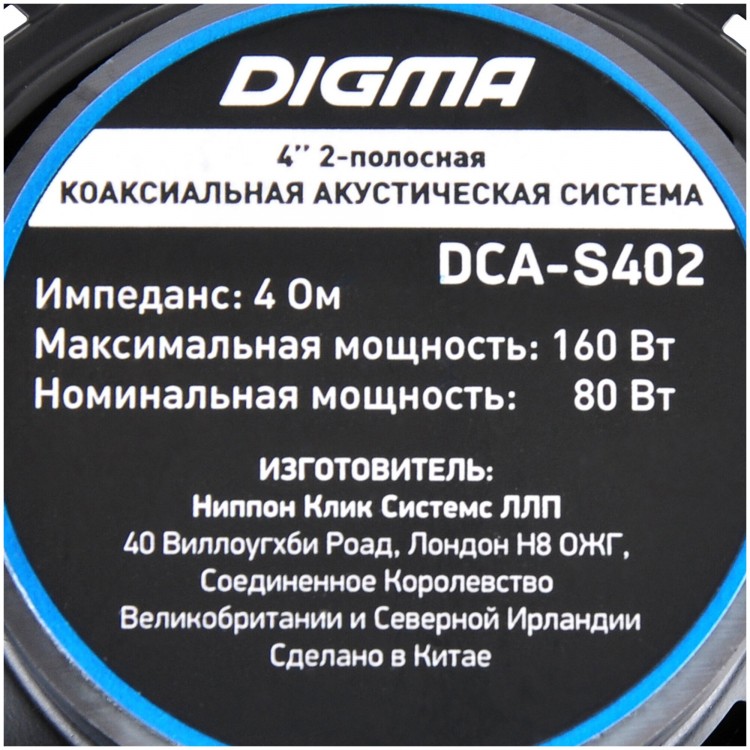 DIGMA
4" 2-полосная
КОАКСИАЛЬНАЯ АКУСТИЧЕСКАЯ СИСТЕМА
DCA-S402
Импеданс: 4 Ом
Максимальная мощность: 160 Вт
Номинальная мощность: 80 Вт
ИЗГОТОВИТЕЛЬ:
Ниппон Клик Системс ЛЛП
40 Виллоугхби Роад, Лондон Н8 ОЖГ,
Соединенное Королевство
Великобритании и Северной Ирландии
Сделано в Китае